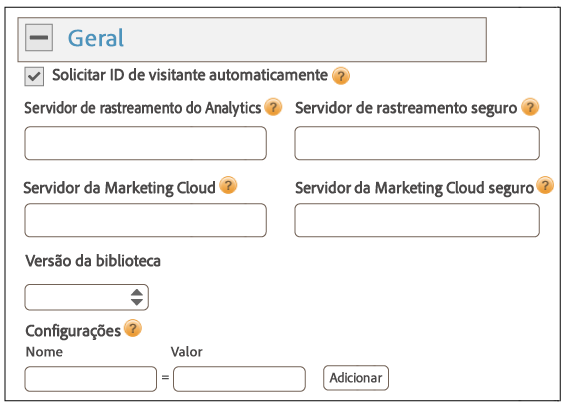 Geral
Solicitar ID de visitante automaticamente ?
Servidor de rastreamento do Analytics ? Servidor de rastreamento seguro ?
Servidor da Marketing Cloud ? Servidor da Marketing Cloud seguro ?
Versão da biblioteca
Configurações ?
Nome Valor
= Adicionar